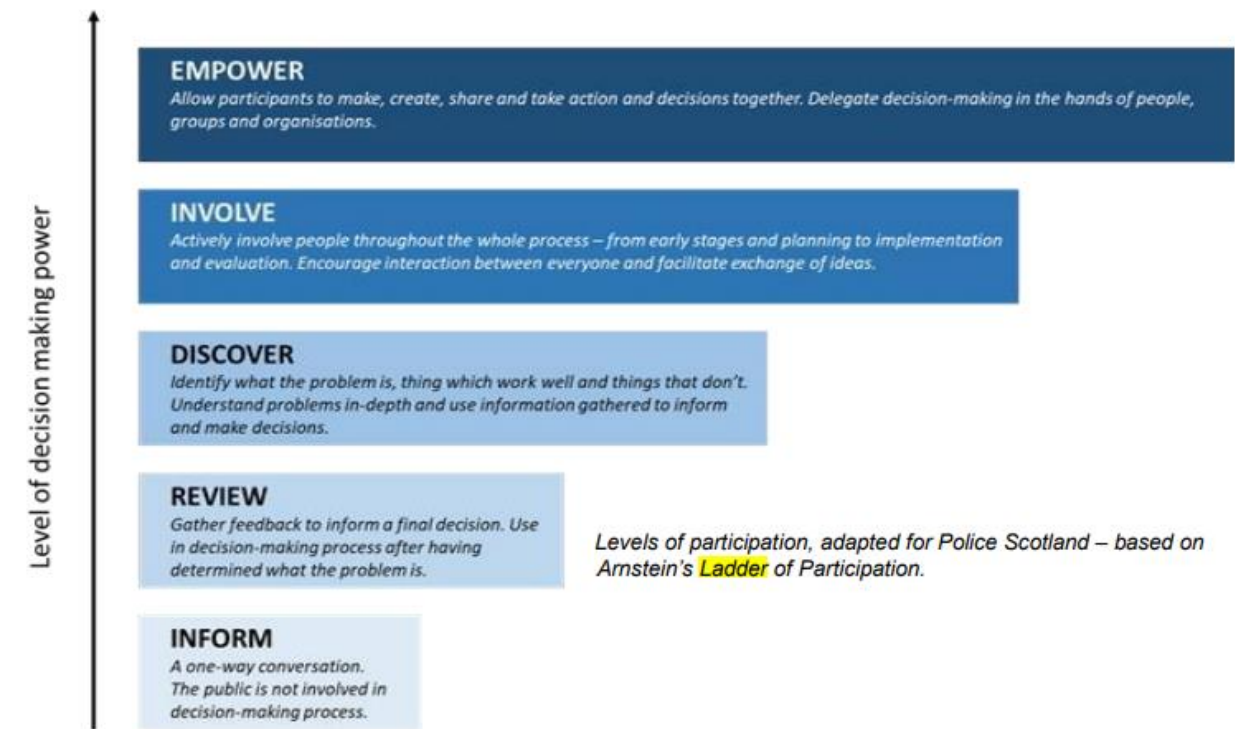 EMPOWER
Allow participants to make, create, share and take action and decisions together. Delegate decision-making in the hands of people,
groups and organisations.
INVOLVE
Actively involve people throughout the whole process – from early stages and planning to implementation
and evaluation. Encourage interaction between everyone and facilitate exchange of ideas.
DISCOVER
Identify what the problem is, thing which work well and things that don't.
Understand problems in-depth and use information gathered to inform
and make decisions.
REVIEW
Gather feedback to inform a final decision. Use
in decision-making process after having
determined what the problem is.
Levels of participation, adapted for Police Scotland – based on
Arnstein's Ladder of Participation.
INFORM
A one-way conversation.
The public is not involved in
decision-making process.
Level of decision making power